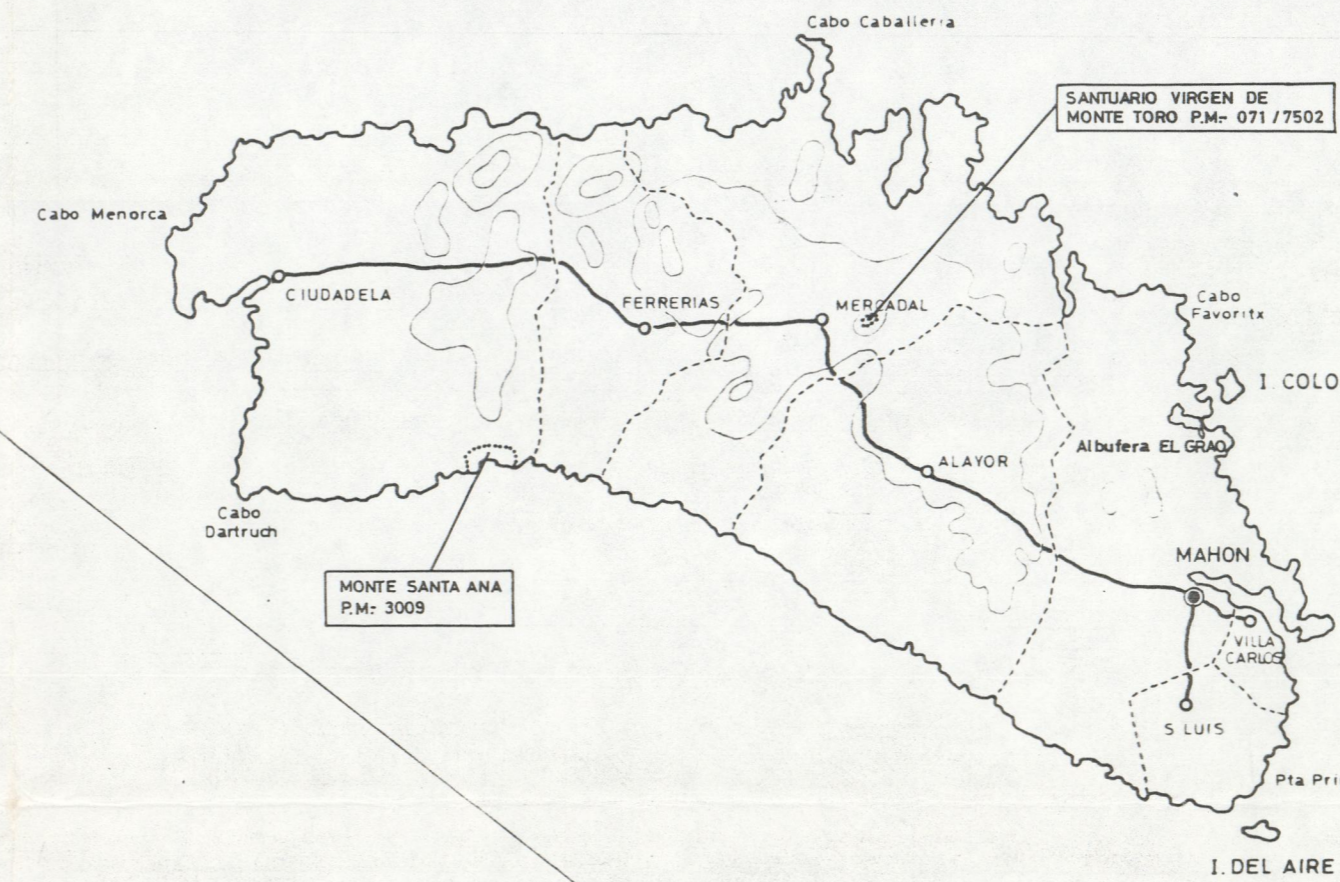 Cabo Caballeria
SANTUARIO VIRGEN DE
MONTE TORO P.M:- 071/7502
Cabo Menorca
CIUDADELA
FERRERIAS
MERCADAL
Cabo
Favoritx
I. COLO
Albufera EL GRAO
ALAYOR
Cabo
Dartruch
MAHON
MONTE SANTA ANA
P.M:- 3009
VILLA
CARLOS
S LUIS
Pta Pri
I. DEL AIRE